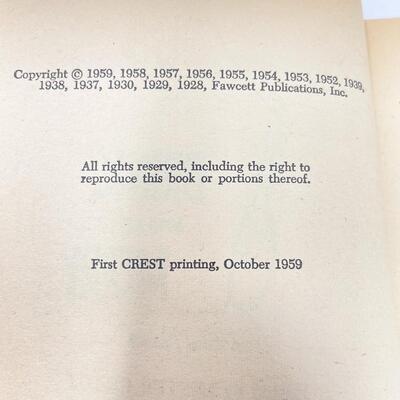 Copyright © 1959, 1958, 1957, 1956, 1955, 1954, 1953, 1952, 1939,
1938, 1937, 1930, 1929, 1928, Fawcett Publications, Inc.
All rights reserved, including the right to
reproduce this book or portions thereof.
First CREST printing, October 1959